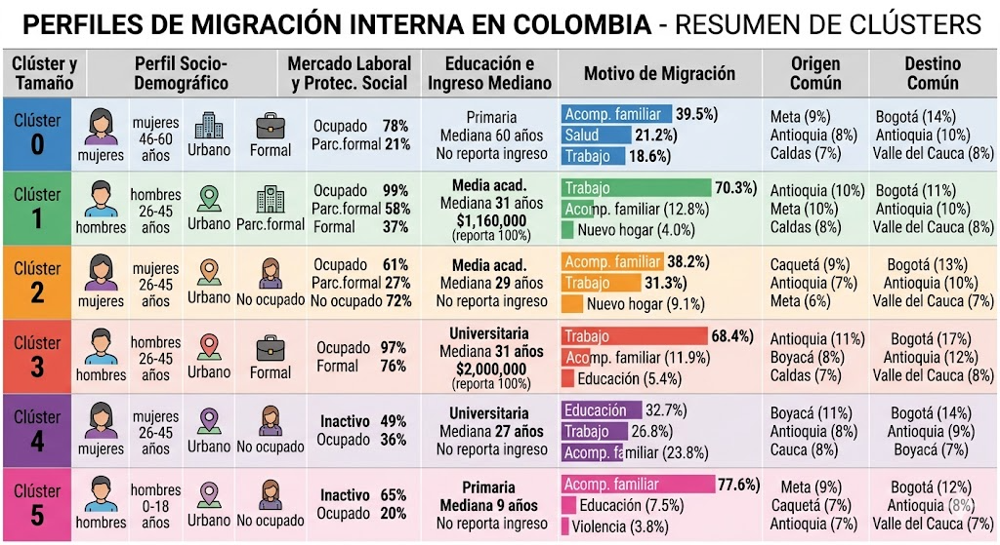 PERFILES DE MIGRACIÓN INTERNA EN COLOMBIA - RESUMEN DE CLÚSTERS
Clúster y Tamaño
Perfil Socio-Demográfico
Mercado Laboral y Protec. Social
Educación e Ingreso Mediano
Motivo de Migración
Origen Común
Destino Común
Clúster
0
mujeres
mujeres
46-60
años
Urbano
Formal
Ocupado 78%
Parc.formal 21%
Primaria
Mediana 60 años
No reporta ingreso
Acomp. familiar 39.5%)
Salud 21.2%)
Trabajo 18.6%)
Meta (9%)
Antioquia (8%)
Caldas (7%)
Bogotá (14%)
Antioquia (10%)
Valle del Cauca (8%)
Clúster
1
hombres
hombres
26-45
años
Urbano
Parc.formal
Ocupado 99%
Parc.formal 58%
Formal 37%
Media acad.
Mediana 31 años
$1,160,000
(reporta 100%)
Trabajo 70.3%)
Acomp. familiar (12.8%)
Nuevo hogar (4.0%)
Antioquia (10%)
Meta (10%)
Caldas (8%)
Bogotá (11%)
Antioquia (10%)
Valle del Cauca (8%)
Clúster
2
mujeres
mujeres
26-45
años
Urbano
No ocupado
Ocupado 61%
Parc.formal 27%
No ocupado 72%
Media acad.
Mediana 29 años
No reporta ingreso
Acomp. familiar 38.2%)
Trabajo 31.3%)
Nuevo hogar (9.1%)
Caquetá (9%)
Antioquia (7%)
Meta (6%)
Bogotá (13%)
Antioquia (10%)
Valle del Cauca (7%)
Clúster
3
hombres
hombres
26-45
años
Urbano
Formal
Ocupado 97%
Formal 76%
Universitaria
Mediana 31 años
$2,000,000
(reporta 100%)
Trabajo 68.4%)
Acomp. familiar (11.9%)
Educación (5.4%)
Antioquia (11%)
Boyacá (8%)
Caldas (7%)
Bogotá (17%)
Antioquia (12%)
Valle del Cauca (8%)
Clúster
4
mujeres
mujeres
26-45
años
Urbano
No ocupado
Inactivo 49%
Ocupado 36%
Universitaria
Mediana 27 años
No reporta ingreso
Educación 32.7%)
Trabajo 26.8%)
Acomp. familiar (23.8%)
Boyacá (11%)
Antioquia (8%)
Cauca (8%)
Bogotá (14%)
Antioquia (9%)
Boyacá (7%)
Clúster
5
hombres
hombres
0-18
años
Urbano
No ocupado
Inactivo 65%
Ocupado 20%
Primaria
Mediana 9 años
No reporta ingreso
Acomp. familiar 77.6%)
Educación (7.5%)
Violencia (3.8%)
Meta (9%)
Caquetá (7%)
Antioquia (7%)
Bogotá (12%)
Antioquia (8%)
Valle del Cauca (7%)